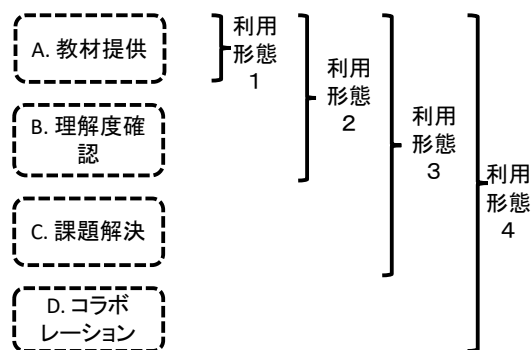 A. 教材提供
利用
形態
1
B. 理解度確
認
利用
形態
2
利用
形態
3
C. 課題解決
利用
形態
4
D. コラボ
レーション